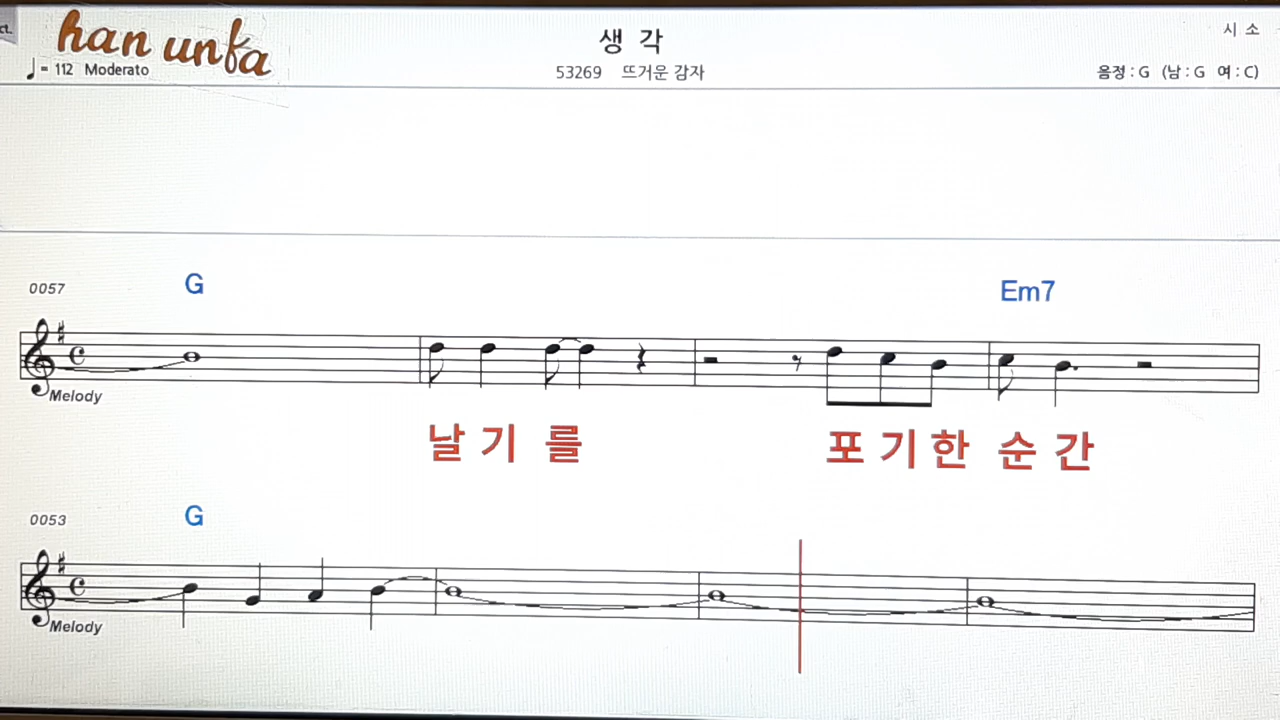 ct.
han unfa
생 각
시 소
♩= 112 Moderato
53269 뜨거운 감자
음정 : G (남 : G 여 : C)
0057
G
Em7
Melody
날 기 를 포 기 한 순 간
0053
G
Melody